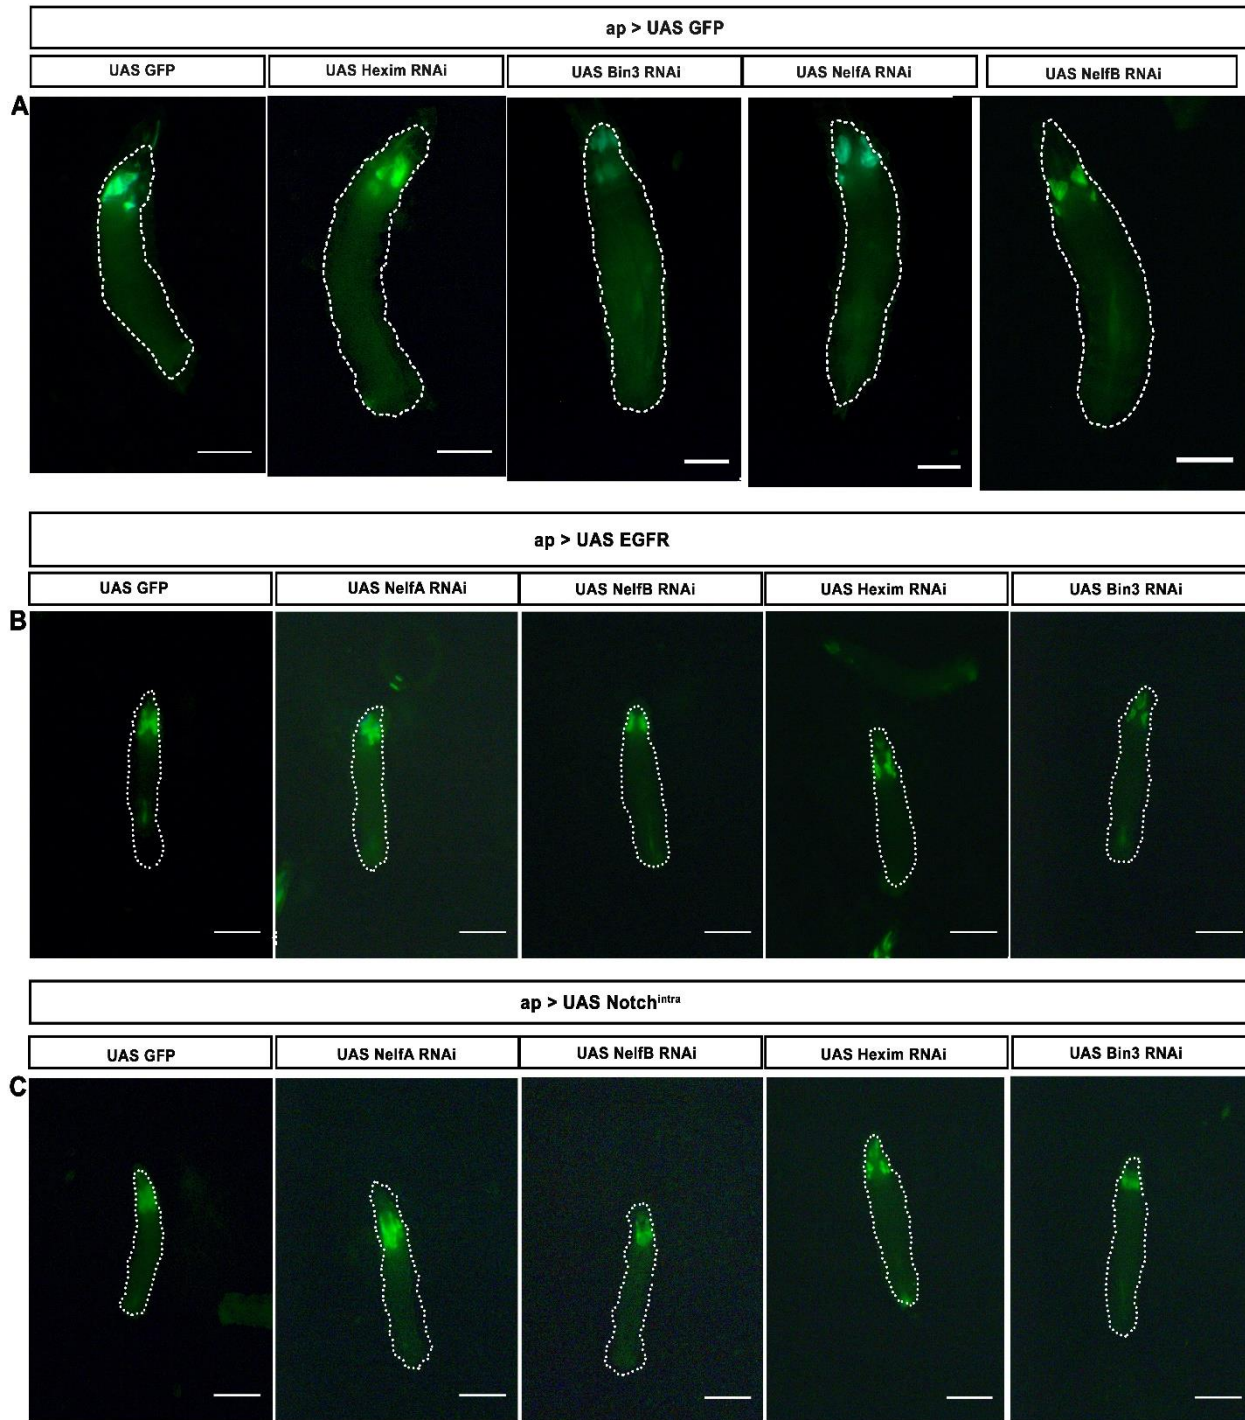 ap > UAS GFP
UAS GFP
UAS Hexim RNAi
UAS Bin3 RNAi
UAS NelfA RNAi
UAS NelfB RNAi
A
ap > UAS EGFR
UAS GFP
UAS NelfA RNAi
UAS NelfB RNAi
UAS Hexim RNAi
UAS Bin3 RNAi
B
ap > UAS Notchintra
UAS GFP
UAS NelfA RNAi
UAS NelfB RNAi
UAS Hexim RNAi
UAS Bin3 RNAi
C